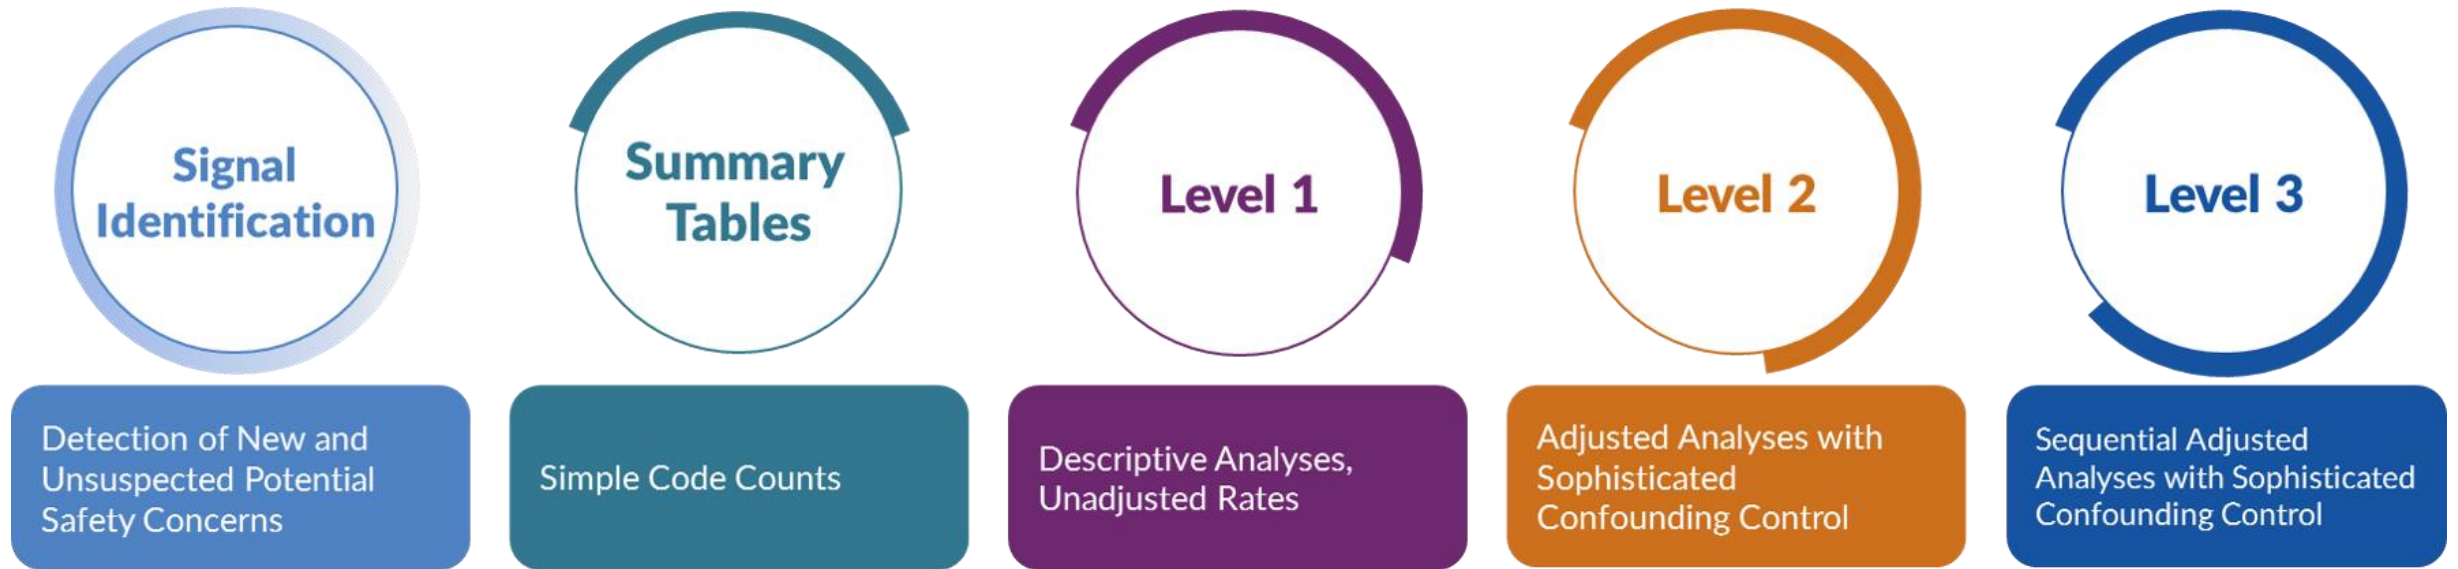 Signal
Identification
Summary
Tables
Level 1
Level 2
Level 3
Detection of New and
Unsuspected Potential
Safety Concerns
Simple Code Counts
Descriptive Analyses,
Unadjusted Rates
Adjusted Analyses with
Sophisticated
Confounding Control
Sequential Adjusted
Analyses with Sophisticated
Confounding Control